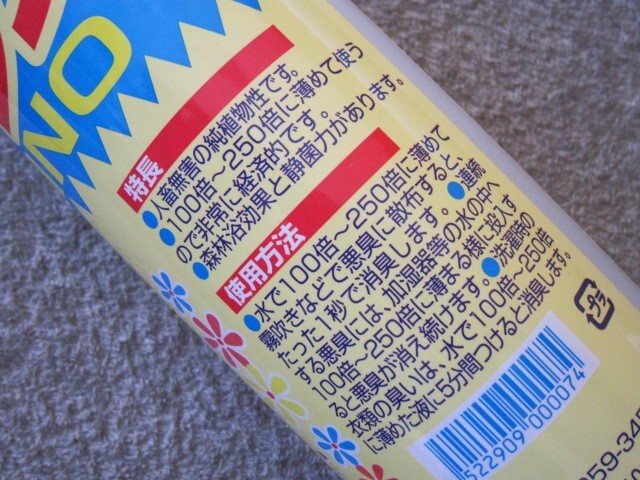 NO
特長
●人畜無害の純植物性です。
●100倍〜250倍に薄めて使う
ので非常に経済的です。
●森林浴効果と静菌力があります。
使用方法
●水で100倍〜250倍に薄めて
霧吹きなどで悪臭に散布すると、
たった1秒で消臭します。●連続
する悪臭には、加湿器等の水の中へ
100倍〜250倍に薄まる様に投入す
ると悪臭が消え続けます。●洗濯時の
衣類の臭いは、水で100倍〜250倍
に薄めた液に5分間つけると消臭します。
プラ
522909 000074
059-34